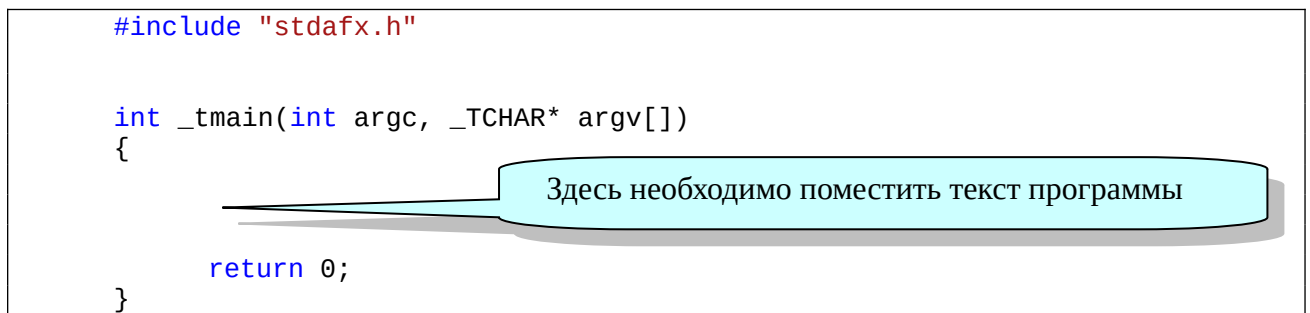 #include "stdafx.h"
int _tmain(int argc, _TCHAR* argv[])
{
Здесь необходимо поместить текст программы
return 0;
}